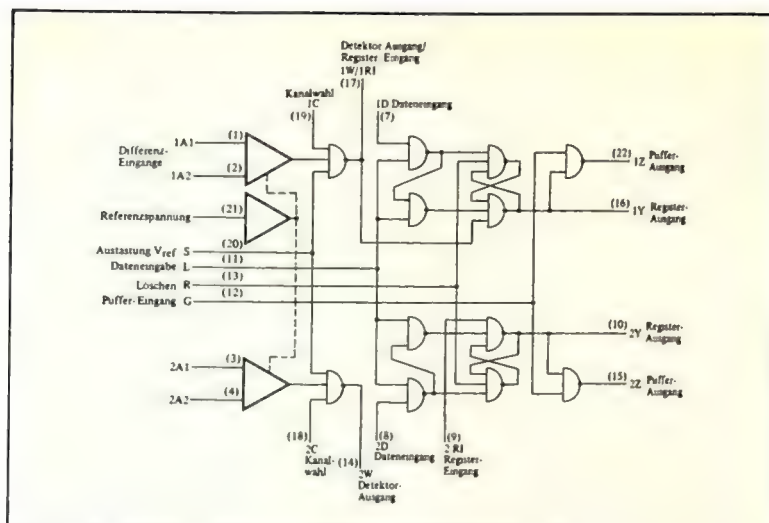 Detektor Ausgang/
Register Eingang
1W/1RI
(17)
Kanalwahl
1C
(19)
1D Dateneingang
(7)
Differenz-
Eingänge
1A1
(1)
1A2
(2)
(22)
1Z
Puffer-
Ausgang
(16)
1Y
Register-
Ausgang
Referenzspannung
(21)
Austastung Vref S
(20)
Dateneingabe L
(11)
Löschen R
(13)
Puffer-Eingang G
(12)
(10)
2Y
Register-
Ausgang
2A1
(3)
2A2
(4)
(15)
2Z
Puffer-
Ausgang
(18)
2C
Kanal-
wahl
(14)
2W
Detektor-
Ausgang
(8)
2D
Dateneingang
(9)
2 RI
Register-
Eingang